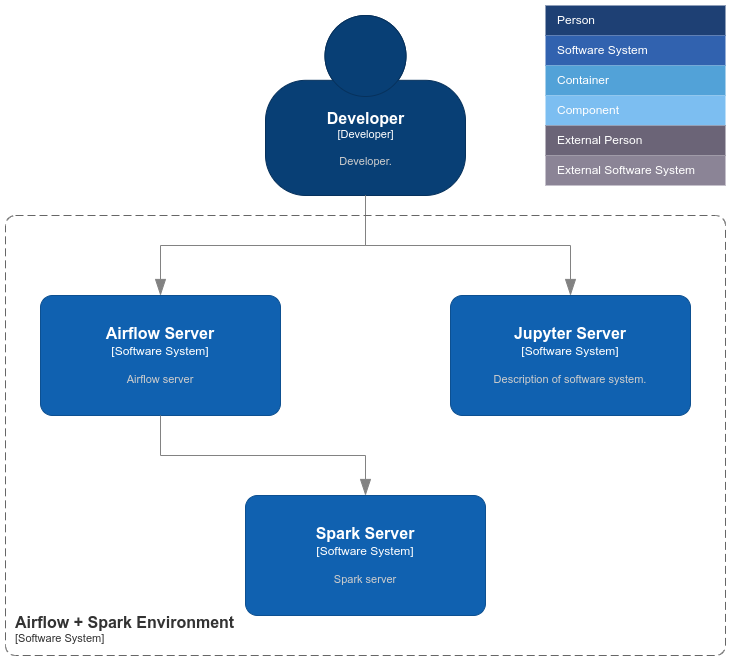 Person
Software System
Container
Component
External Person
External Software System
Developer
[Developer]
Developer.
Airflow Server
[Software System]
Airflow server
Jupyter Server
[Software System]
Description of software system.
Spark Server
[Software System]
Spark server
Airflow + Spark Environment
[Software System]